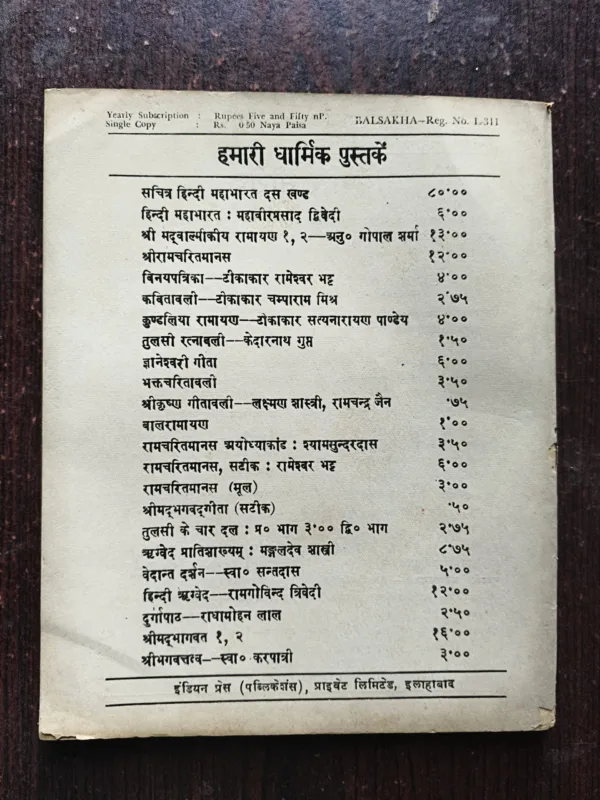 Yearly Subscription : Rupees Five and Fifty nP. BALSAKHA—Reg. No. L-311
Single Copy : Rs. 0·50 Naya Paisa
हमारी धार्मिक पुस्तकें
सचित्र हिन्दी महाभारत दस खण्ड ८०·००
हिन्दी महाभारत : महावीरप्रसाद द्विवेदी ६·००
श्री मद्वाल्मीकीय रामायण १, २—अनु० गोपाल शर्मा १३·००
श्रीरामचरितमानस १२·००
विनयपत्रिका--टीकाकार रामेश्वर भट्ट ४·००
कवितावली--टीकाकार चम्पाराम मिश्र २·७५
कुण्डलिया रामायण--टीकाकार सत्यनारायण पाण्डेय ४·००
तुलसी रत्नावली--केदारनाथ गुप्त १·५०
ज्ञानेश्वरी गीता ६·००
भक्तचरितावली ३·५०
श्रीकृष्ण गीतावली--लक्ष्मण शास्त्री, रामचन्द्र जैन ·७५
बालरामायण १·००
रामचरितमानस अयोध्याकांड : श्यामसुन्दरदास ३·५०
रामचरितमानस, सटीक : रामेश्वर भट्ट ६·००
रामचरितमानस (मूल) ३·००
श्रीमद्भगवद्गीता (सटीक) ·५०
तुलसी के चार दल : प्र० भाग ३·०० द्वि० भाग २·७५
ऋग्वेद प्रातिशाख्यम् : मङ्गलदेव शास्त्री ८·७५
वेदान्त दर्शन--स्वा० सन्तदास ५·००
हिन्दी ऋग्वेद--रामगोविन्द त्रिवेदी १२·००
दुर्गापाठ--राधामोहन लाल २·५०
श्रीमद्भागवत १, २ १६·००
श्रीभगवत्तत्व--स्वा० करपात्री ३·००
इंडियन प्रेस (पब्लिकेशंस), प्राइवेट लिमिटेड, इलाहाबाद